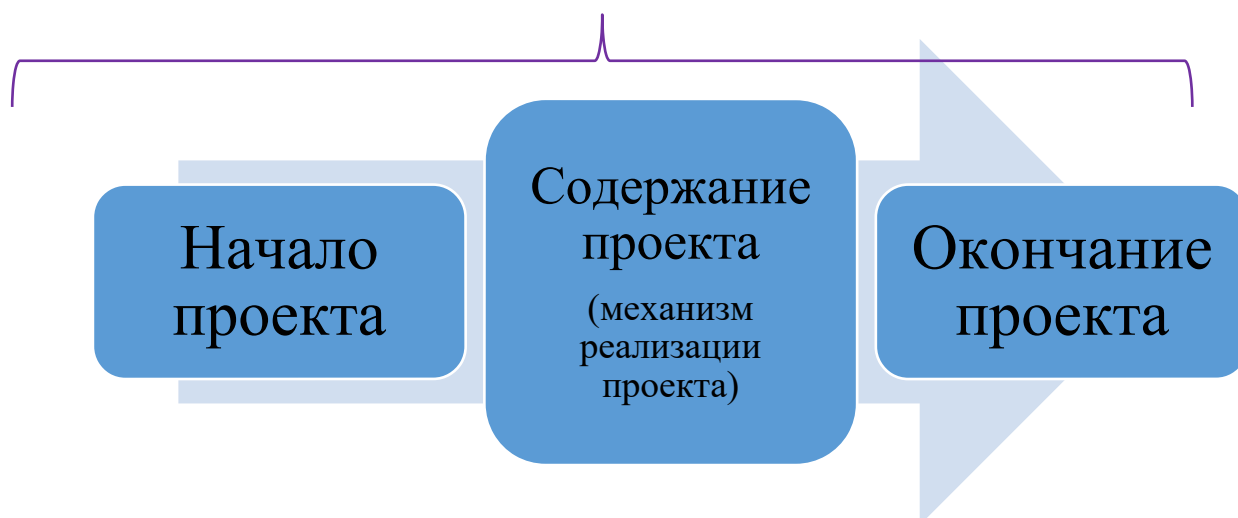 Начало
проекта
Содержание
проекта
(механизм
реализации
проекта)
Окончание
проекта